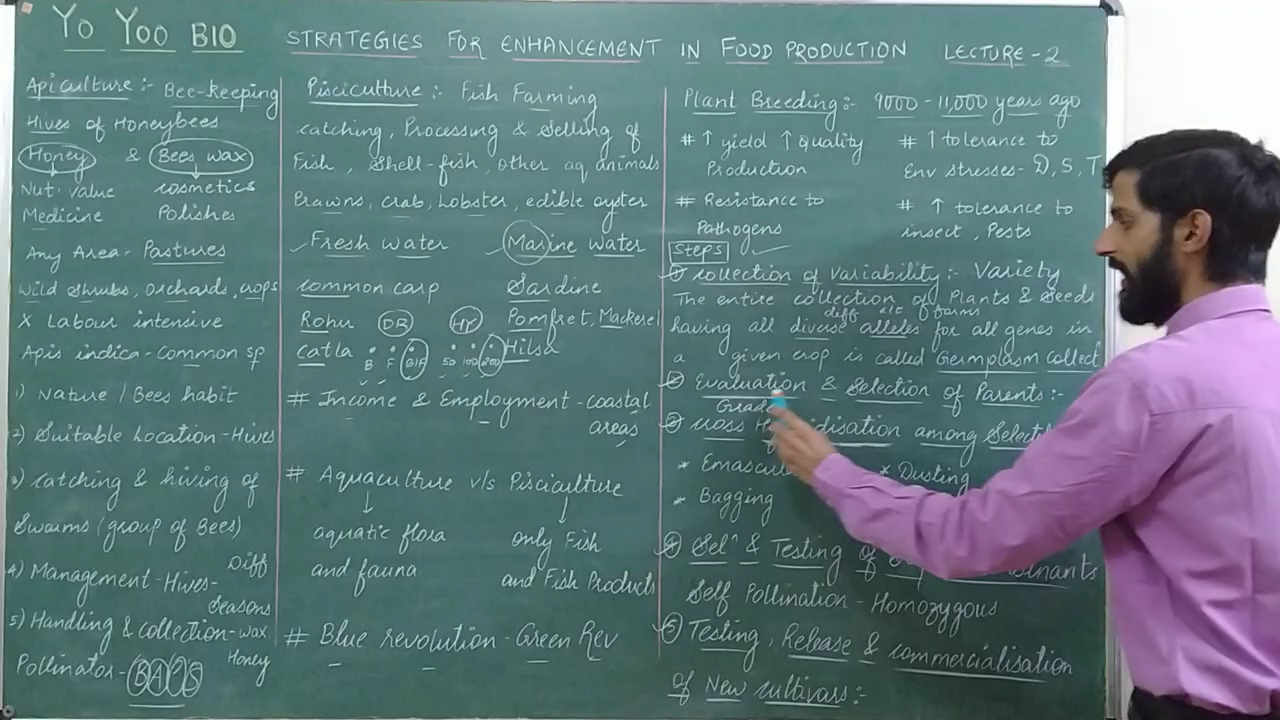 YO YOO BIO
STRATEGIES FOR ENHANCEMENT IN FOOD PRODUCTION LECTURE - 2
Apiculture :- Bee-keeping
Hives of Honeybees
Honey & Bees wax
Nut. value cosmetics
Medicine Polishes
Any Area - Pastures
Wild shrubs, orchards, crops
X Labour intensive
Apis indica - common sp
1) Nature / Bees habit
2) Suitable Location - Hives
3) catching & hiving of
Swarms (group of Bees)
4) Management - Hives - Diff
Seasons
5) Handling & collection - wax
Honey
Pollinator - BAPS
Pisciculture :- Fish Farming
catching, Processing & Selling of
Fish, Shell-fish, other aq animals
Prawns, crab, Lobster, edible oyster
Fresh water Marine water
common carp Sardine
Rohu DR HY Pomfret, Mackerel
catla Hilsa
B F BIF 50 100 200
# Income & Employment - coastal
areas
# Aquaculture v/s Pisciculture
aquatic flora only Fish
and fauna and Fish Products
# Blue revolution - Green Rev
Plant Breeding :- 9000 - 11,000 years ago
# ↑ yield ↑ quality # ↑ tolerance to
Production Env stresses - D, S, T
# Resistance to # ↑ tolerance to
Pathogens insect, Pests
Steps
① collection of variability :- Variety
The entire collection of Plants & Seeds
diff alt forms
having all diverse alleles for all genes in
a given crop is called Germplasm collect
② Evaluation & Selection of Parents :-
③ among
* * Dusting
* Bagging
④ Selⁿ & Testing of
Self Pollination - Homozygous
⑤ Testing, Release & commercialisation
of New cultivars :-